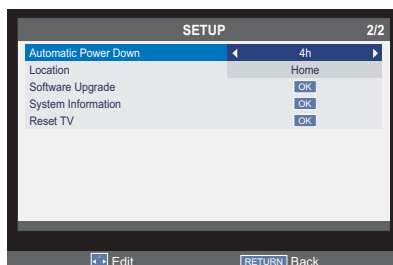 SETUP 2/2
Automatic Power Down 4h
Location Home
Software Upgrade OK
System Information OK
Reset TV OK
Edit RETURN Back